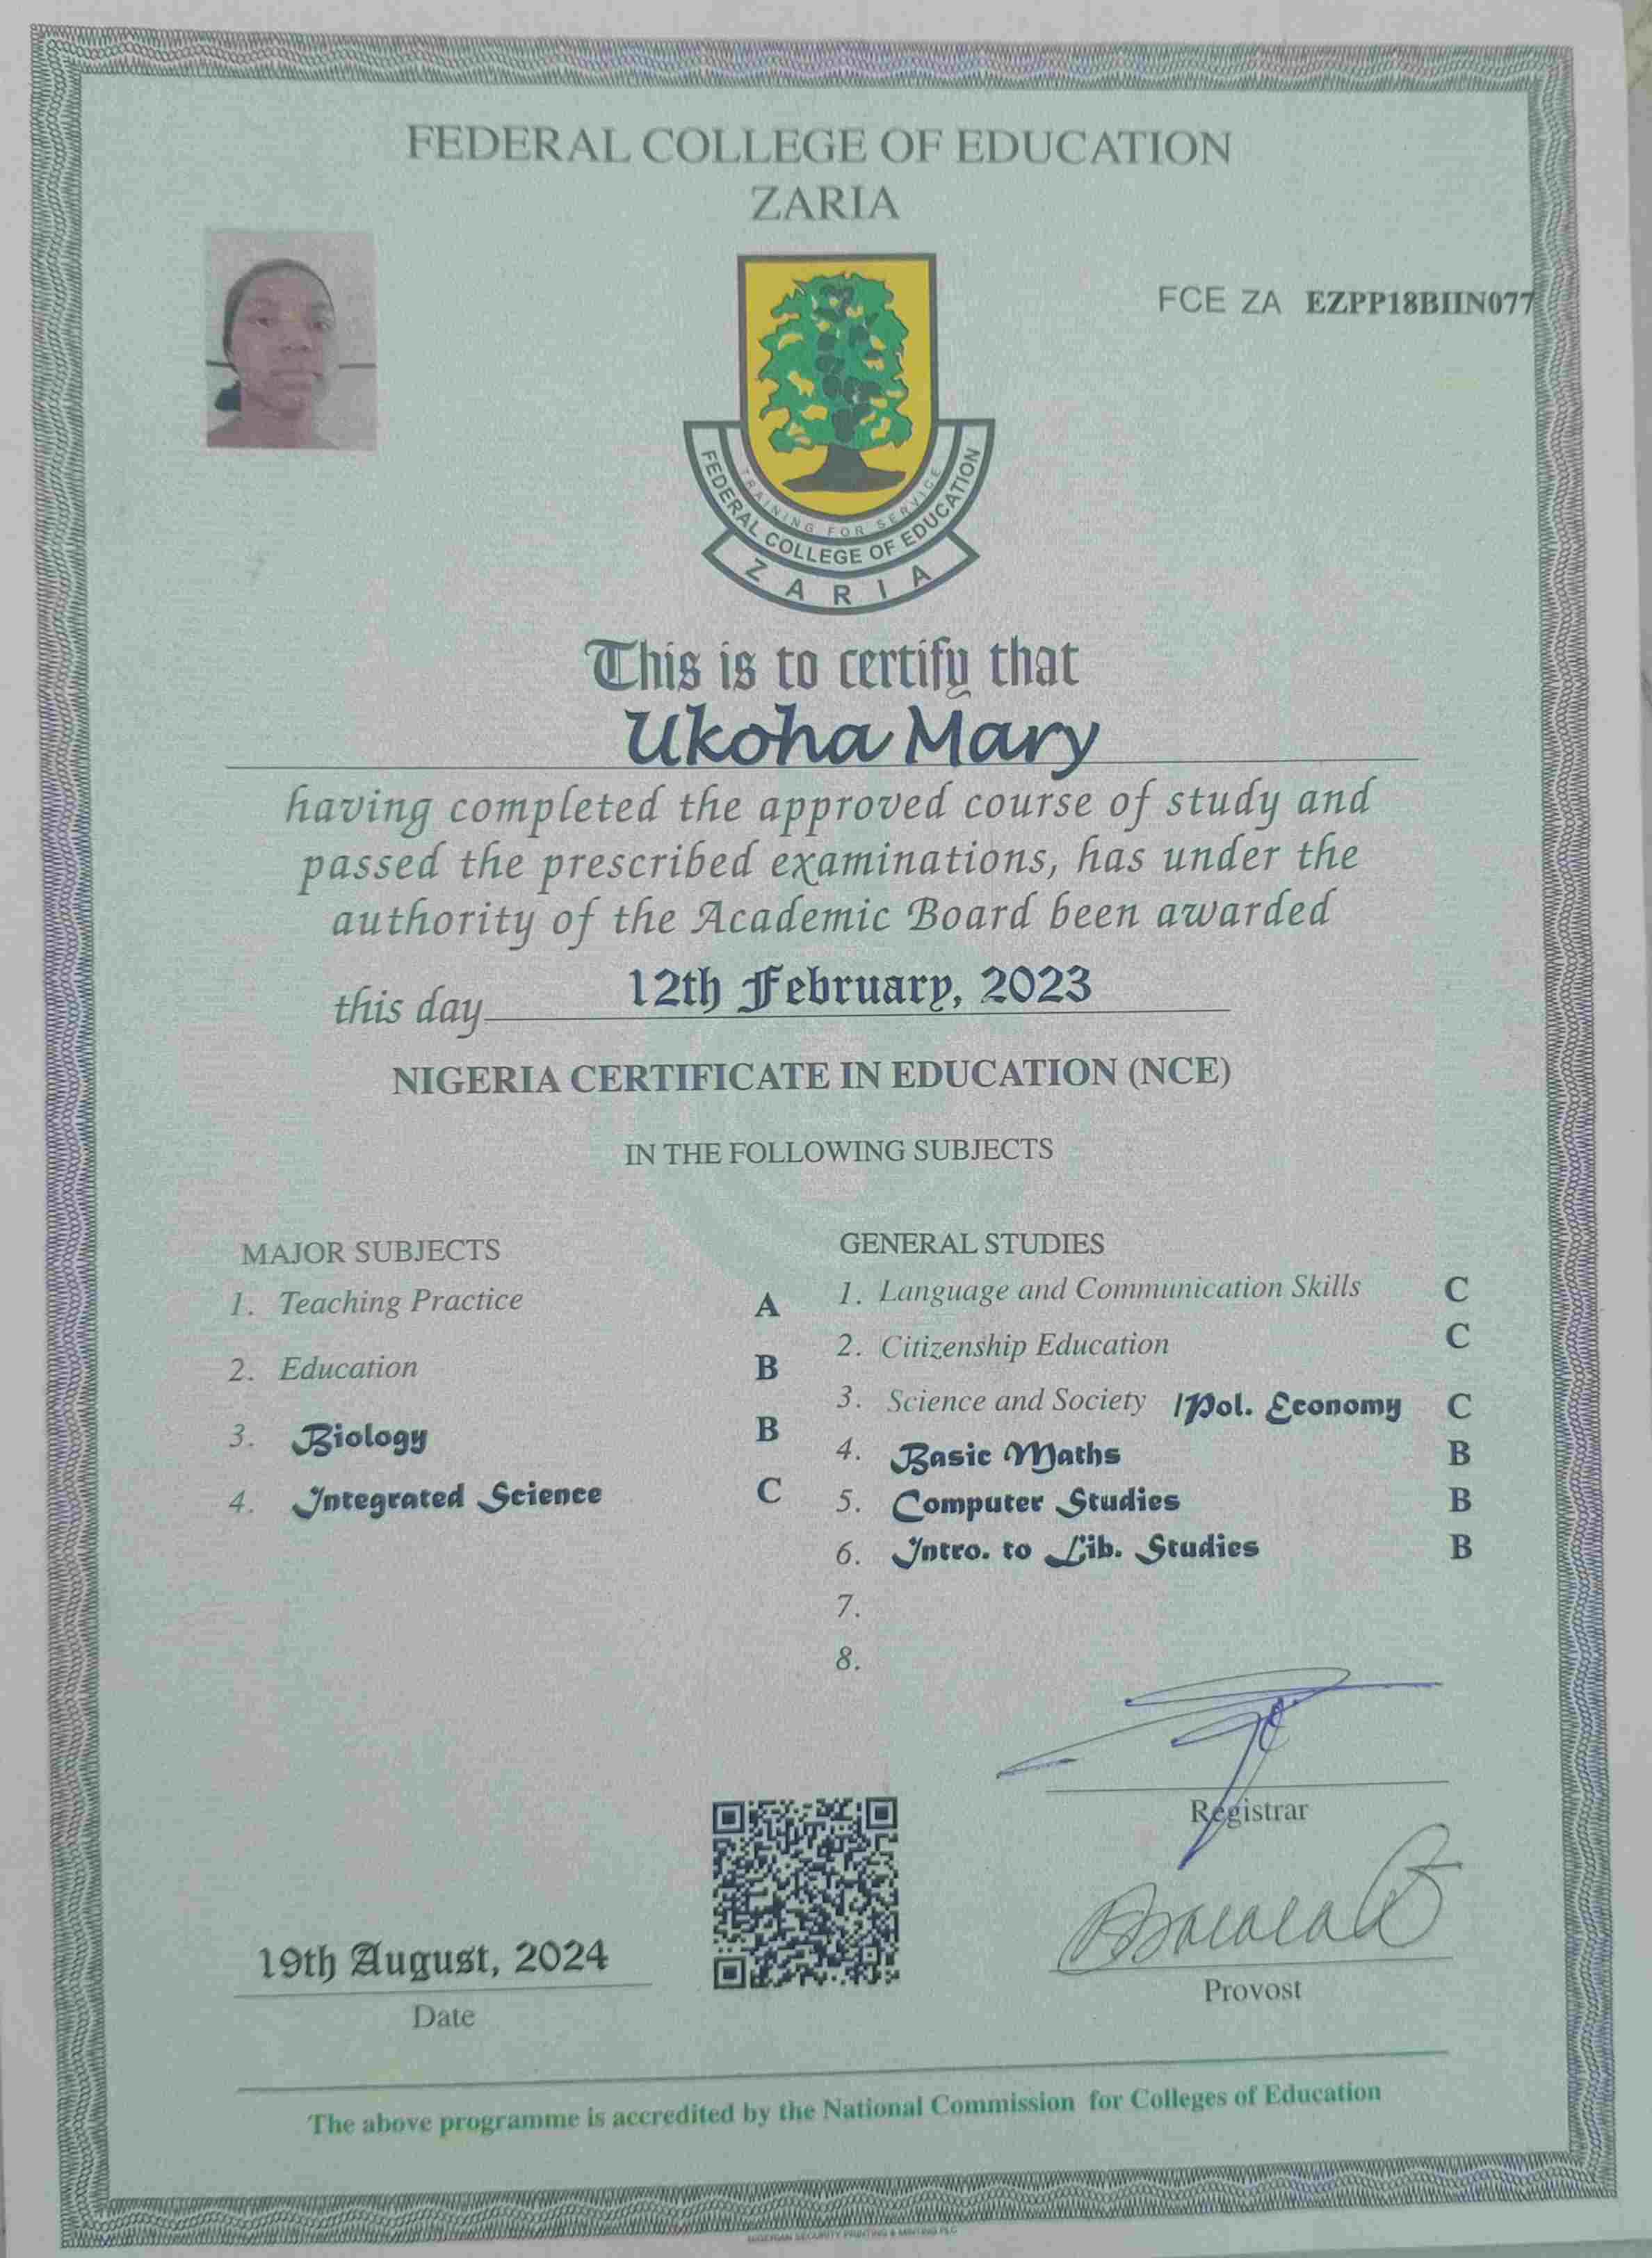 FEDERAL COLLEGE OF EDUCATION
ZARIA
FCE ZA EZPP18BIIN077
TRAINING FOR SERVICE
FEDERAL COLLEGE OF EDUCATION
ZARIA
This is to certify that
Ukoha Mary
having completed the approved course of study and
passed the prescribed examinations, has under the
authority of the Academic Board been awarded
this day 12th February, 2023
NIGERIA CERTIFICATE IN EDUCATION (NCE)
IN THE FOLLOWING SUBJECTS
MAJOR SUBJECTS
1. Teaching Practice A
2. Education B
3. Biology B
4. Integrated Science C
GENERAL STUDIES
1. Language and Communication Skills C
2. Citizenship Education C
3. Science and Society /Pol. Economy C
4. Basic Maths B
5. Computer Studies B
6. Intro. to Lib. Studies B
7.
8.
Registrar
Provost
19th August, 2024
Date
The above programme is accredited by the National Commission for Colleges of Education
NIGERIAN SECURITY PRINTING & MINTING PLC